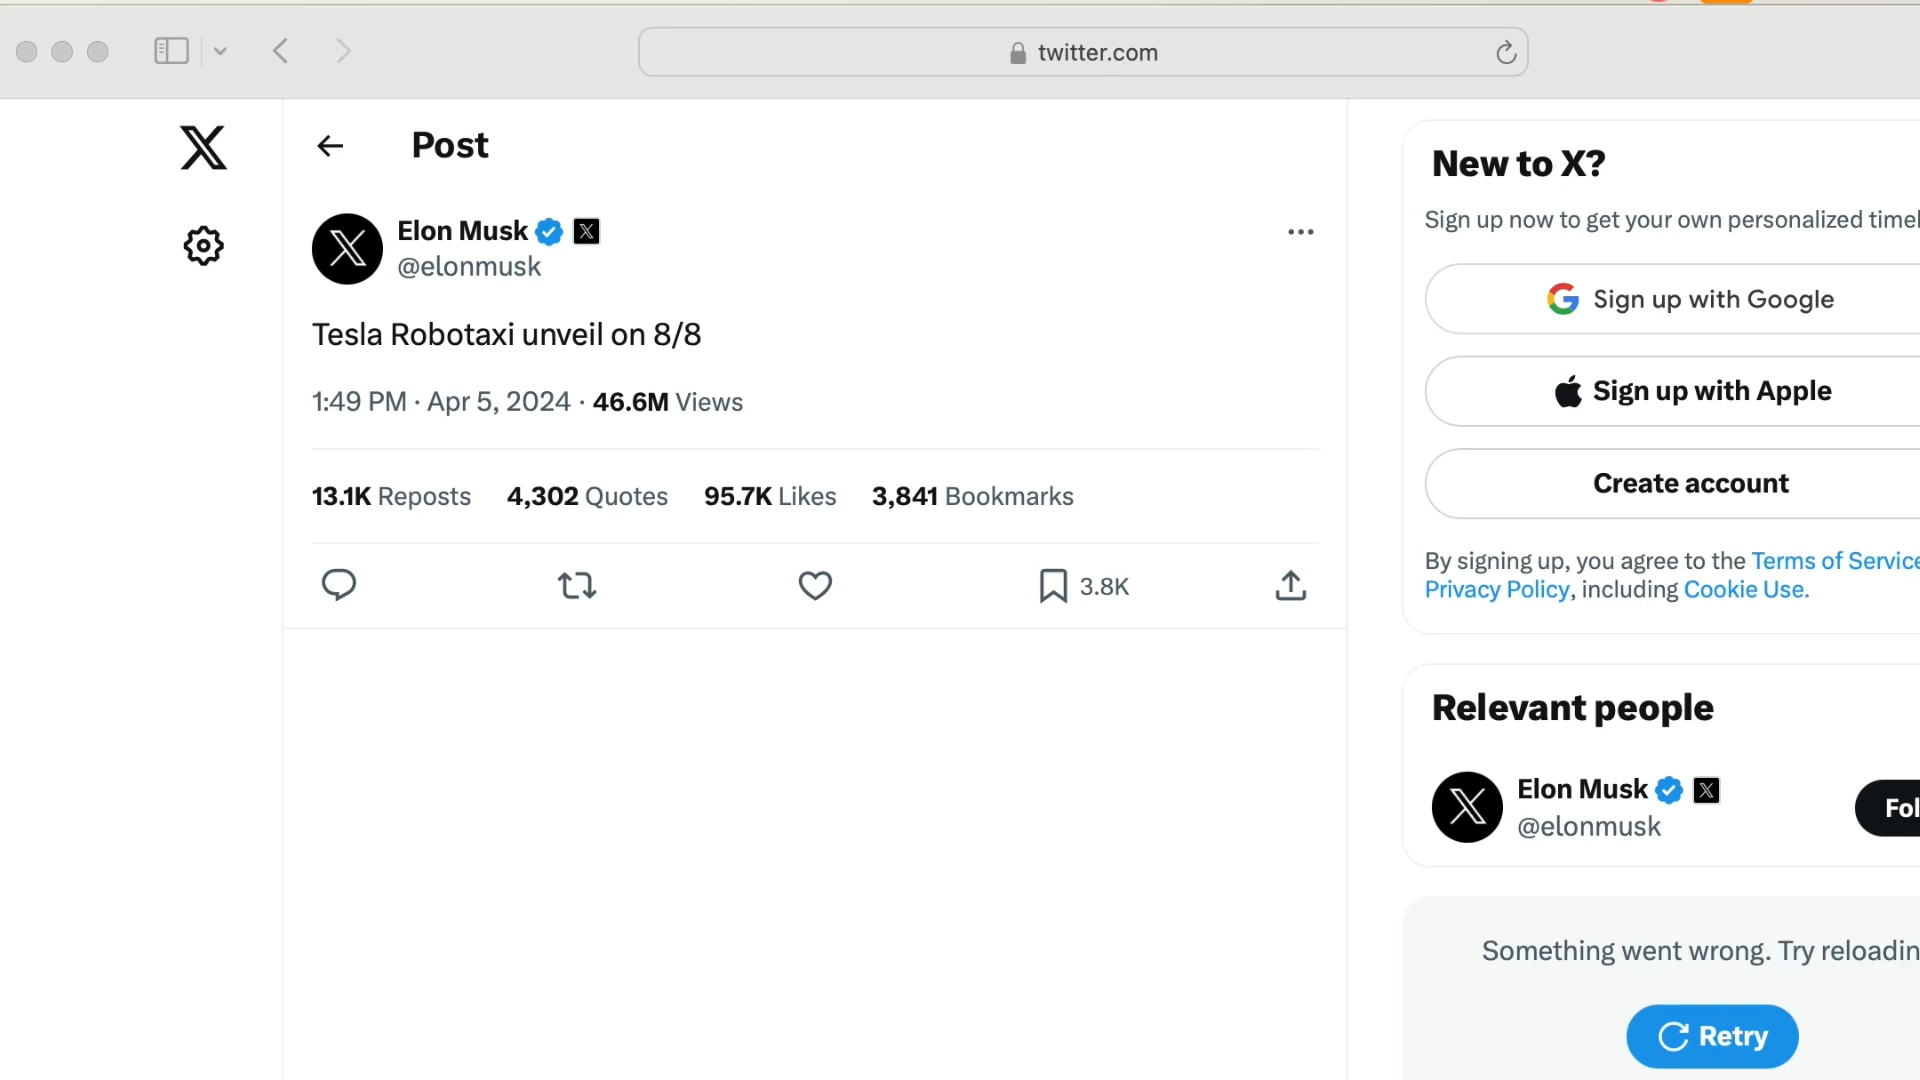 twitter.com
Post
Elon Musk
@elonmusk
Tesla Robotaxi unveil on 8/8
1:49 PM · Apr 5, 2024 · 46.6M Views
13.1K Reposts 4,302 Quotes 95.7K Likes 3,841 Bookmarks
3.8K
New to X?
Sign up now to get your own personalized
Sign up with Google
Sign up with Apple
Create account
By signing up, you agree to the Terms of Service
Privacy Policy, including Cookie Use.
Relevant people
Elon Musk
@elonmusk
Fol
Something went wrong. Try
Retry